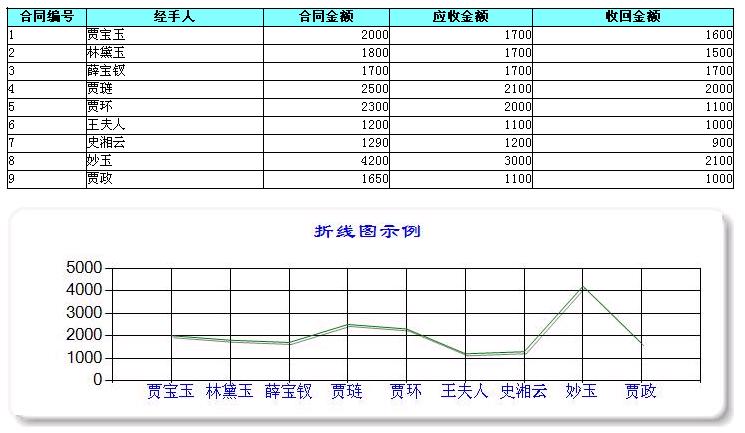 合同编号 经手人 合同金额 应收金额 收回金额
1 贾宝玉 2000 1700 1600
2 林黛玉 1800 1700 1500
3 薛宝钗 1700 1700 1700
4 贾琏 2500 2100 2000
5 贾环 2300 2000 1100
6 王夫人 1200 1100 1000
7 史湘云 1290 1200 900
8 妙玉 4200 3000 2100
9 贾政 1650 1100 1000
折线图示例
5000
4000
3000
2000
1000
0
贾宝玉 林黛玉 薛宝钗 贾琏 贾环 王夫人 史湘云 妙玉 贾政